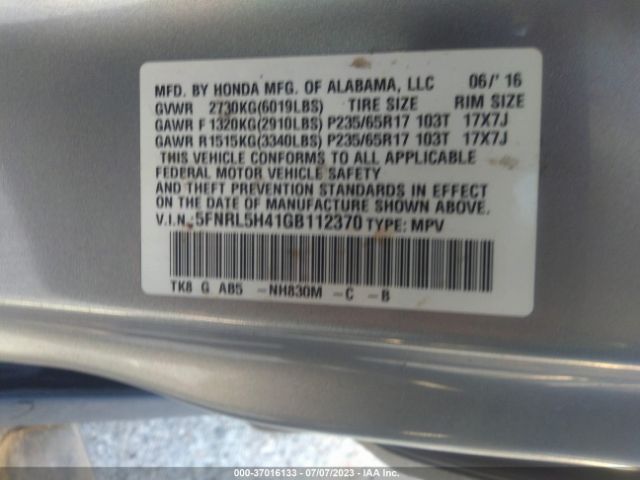 MFD. BY HONDA MFG. OF ALABAMA, LLC 06/' 16
GVWR 2730KG(6019LBS) TIRE SIZE RIM SIZE
GAWR F 1320KG(2910LBS) P235/65R17 103T 17X7J
GAWR R1515KG(3340LBS) P235/65R17 103T 17X7J
THIS VEHICLE CONFORMS TO ALL APPLICABLE
FEDERAL MOTOR VEHICLE SAFETY
AND THEFT PREVENTION STANDARDS IN EFFECT
ON THE DATE OF MANUFACTURE SHOWN ABOVE.
V.I.N.: 5FNRL5H41GB112370 TYPE: MPV
TK8 G A85 -NH830M -C -B
000-37016133 - 07/07/2023 - IAA Inc.